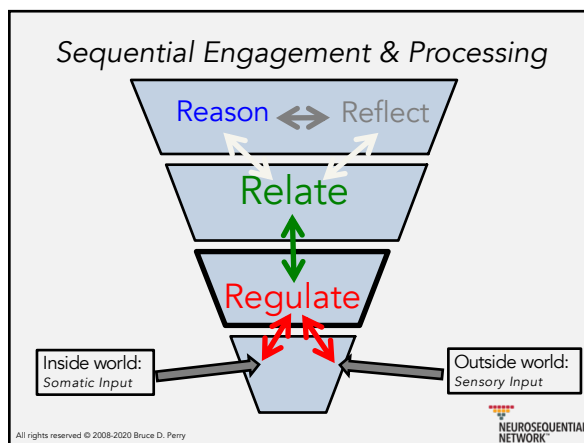 Sequential Engagement & Processing
Reason Reflect
Relate
Regulate
Inside world:
Somatic Input
Outside world:
Sensory Input
All rights reserved © 2008-2020 Bruce D. Perry
NEUROSEQUENTIAL
NETWORK™